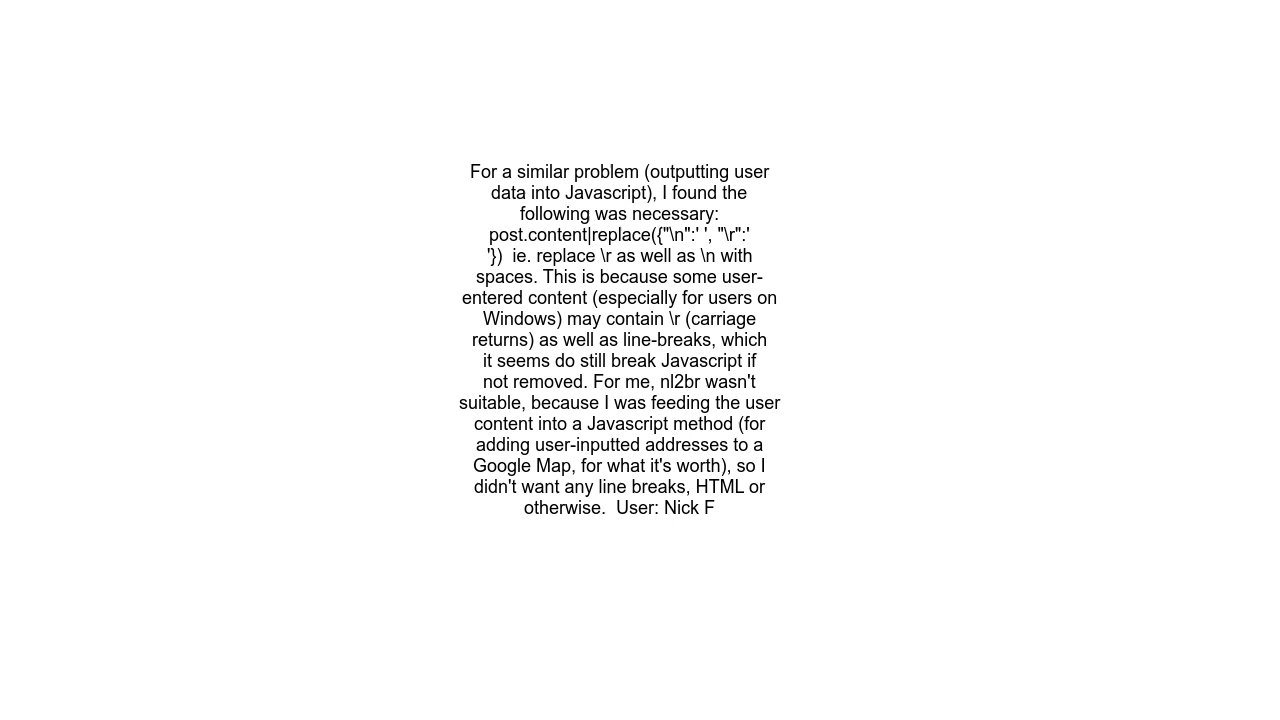 For a similar problem (outputting user
data into Javascript), I found the
following was necessary:
post.content|replace({"\n":' ', "\r":'
'})  ie. replace \r as well as \n with
spaces. This is because some user-
entered content (especially for users on
Windows) may contain \r (carriage
returns) as well as line-breaks, which
it seems do still break Javascript if
not removed. For me, nl2br wasn't
suitable, because I was feeding the user
content into a Javascript method (for
adding user-inputted addresses to a
Google Map, for what it's worth), so I
didn't want any line breaks, HTML or
otherwise.  User: Nick F